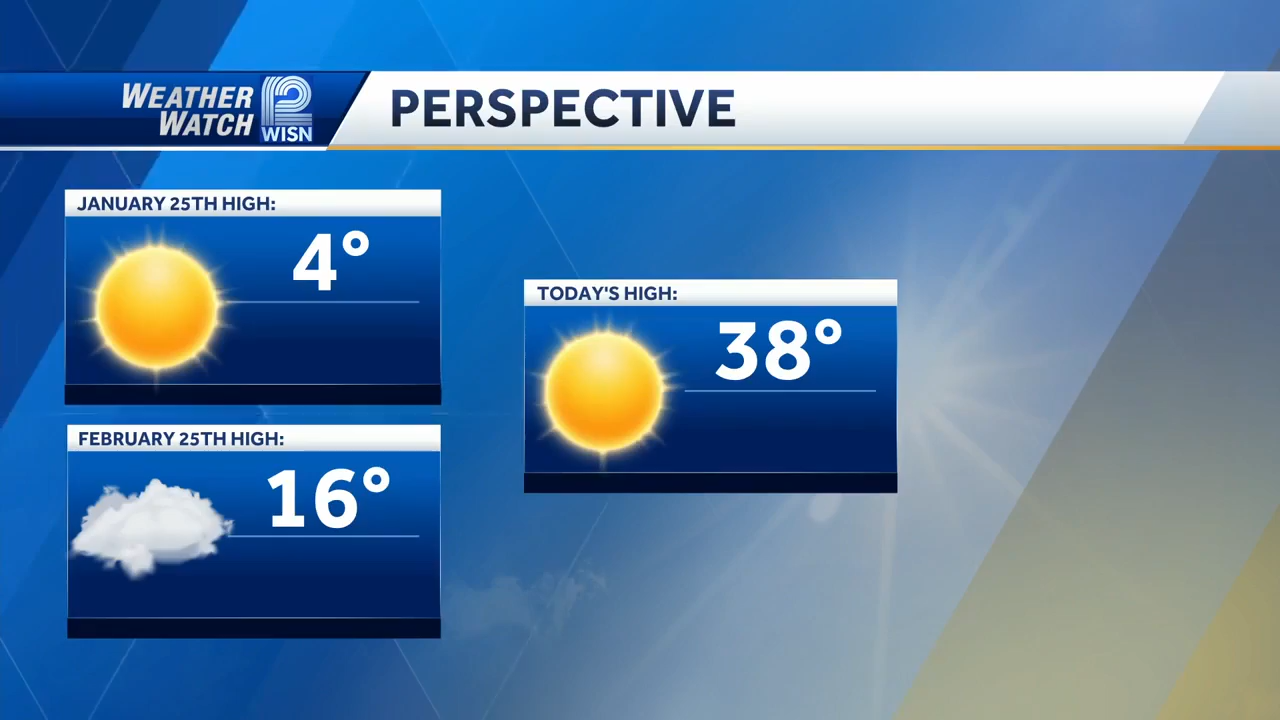 WEATHER
WATCH
12
WISN
PERSPECTIVE
JANUARY 25TH HIGH:
4°
FEBRUARY 25TH HIGH:
16°
TODAY'S HIGH:
38°